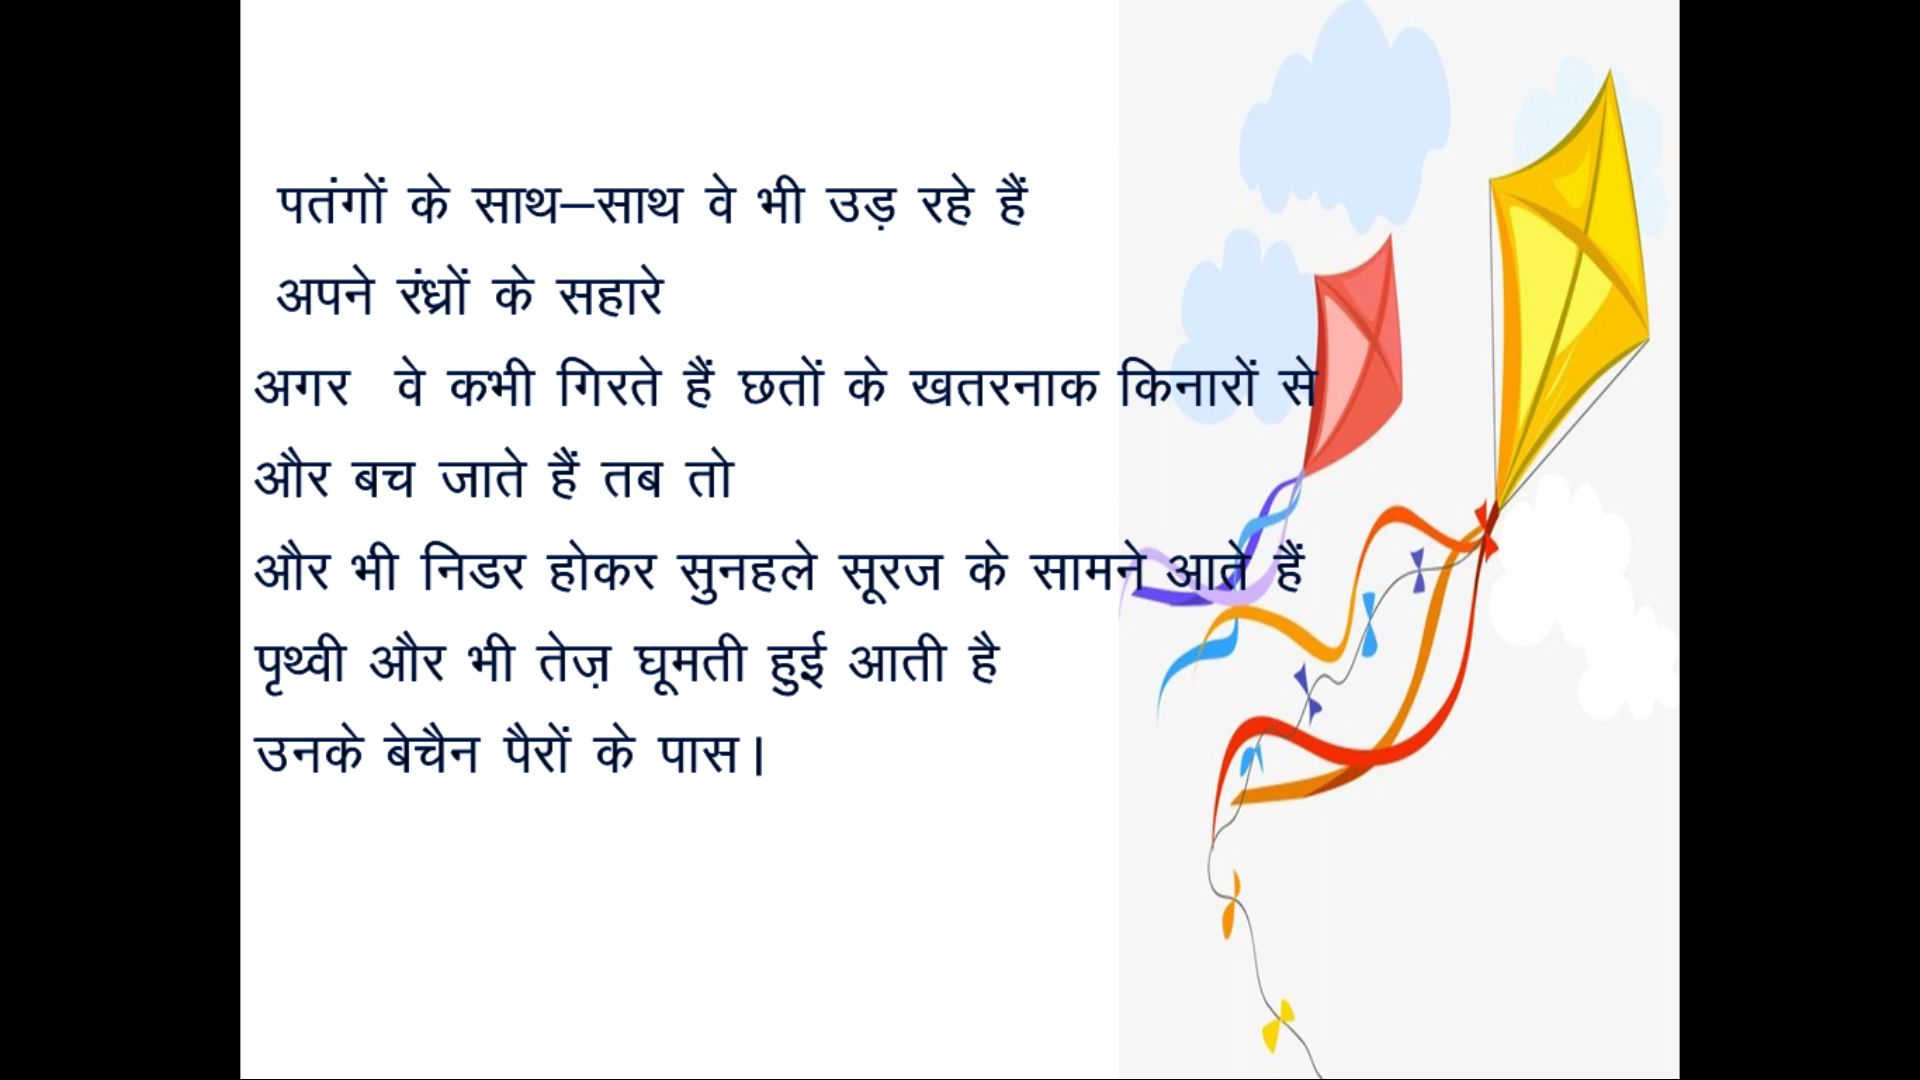 पतंगों के साथ–साथ वे भी उड़ रहे हैं
अपने रंध्रों के सहारे
अगर वे कभी गिरते हैं छतों के खतरनाक किनारों से
और बच जाते हैं तब तो
और भी निडर होकर सुनहले सूरज के सामने आते हैं
पृथ्वी और भी तेज़ घूमती हुई आती है
उनके बेचैन पैरों के पास।